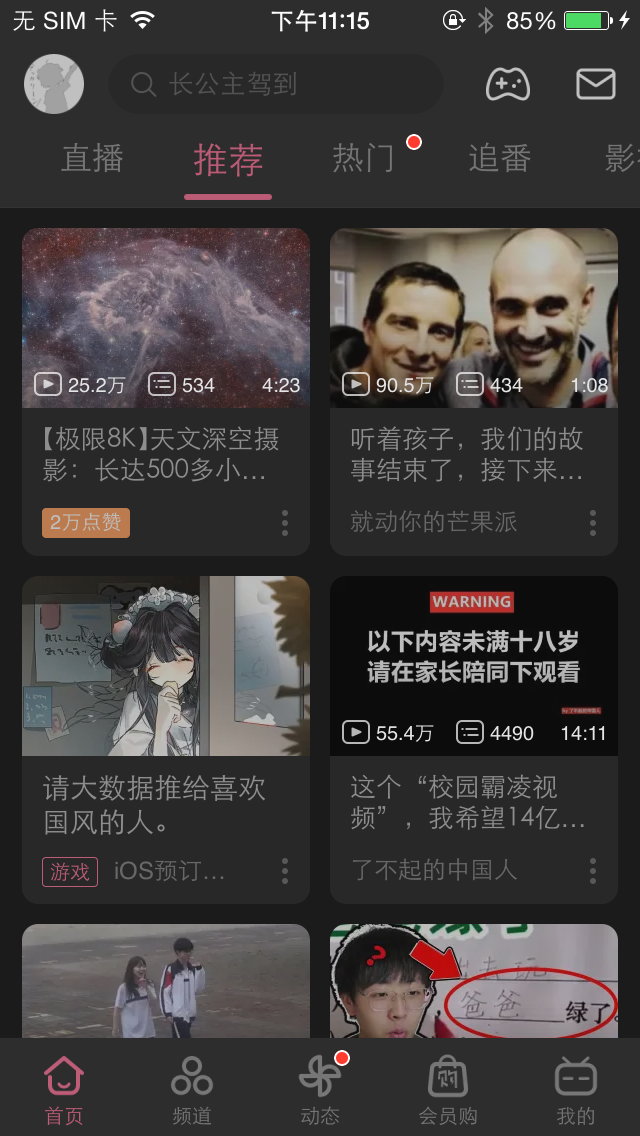 无 SIM 卡
下午11:15
85%
长公主驾到
直播
推荐
热门
追番
25.2万
534
4:23
90.5万
434
1:08
【极限8K】天文深空摄
影：长达500多小...
听着孩子，我们的故
事结束了，接下来...
2万点赞
就动你的芒果派
WARNING
以下内容未满十八岁
请在家长陪同下观看
55.4万
4490
14:11
请大数据推给喜欢
国风的人。
这个“校园霸凌视
频”，我希望14亿...
游戏
iOS预订...
了不起的中国人
出去玩
爸爸
绿了
首页
频道
动态
会员购
我的